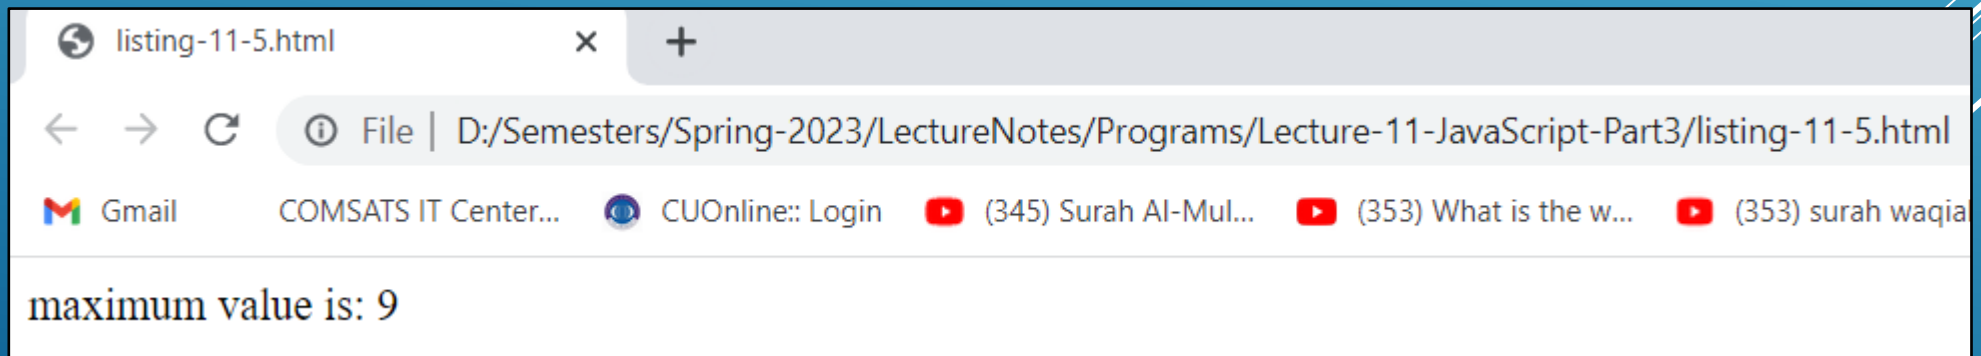 listing-11-5.html
File | D:/Semesters/Spring-2023/LectureNotes/Programs/Lecture-11-JavaScript-Part3/listing-11-5.html
Gmail COMSATS IT Center... CUOnline:: Login (345) Surah Al-Mul... (353) What is the w... (353) surah waqia
maximum value is: 9